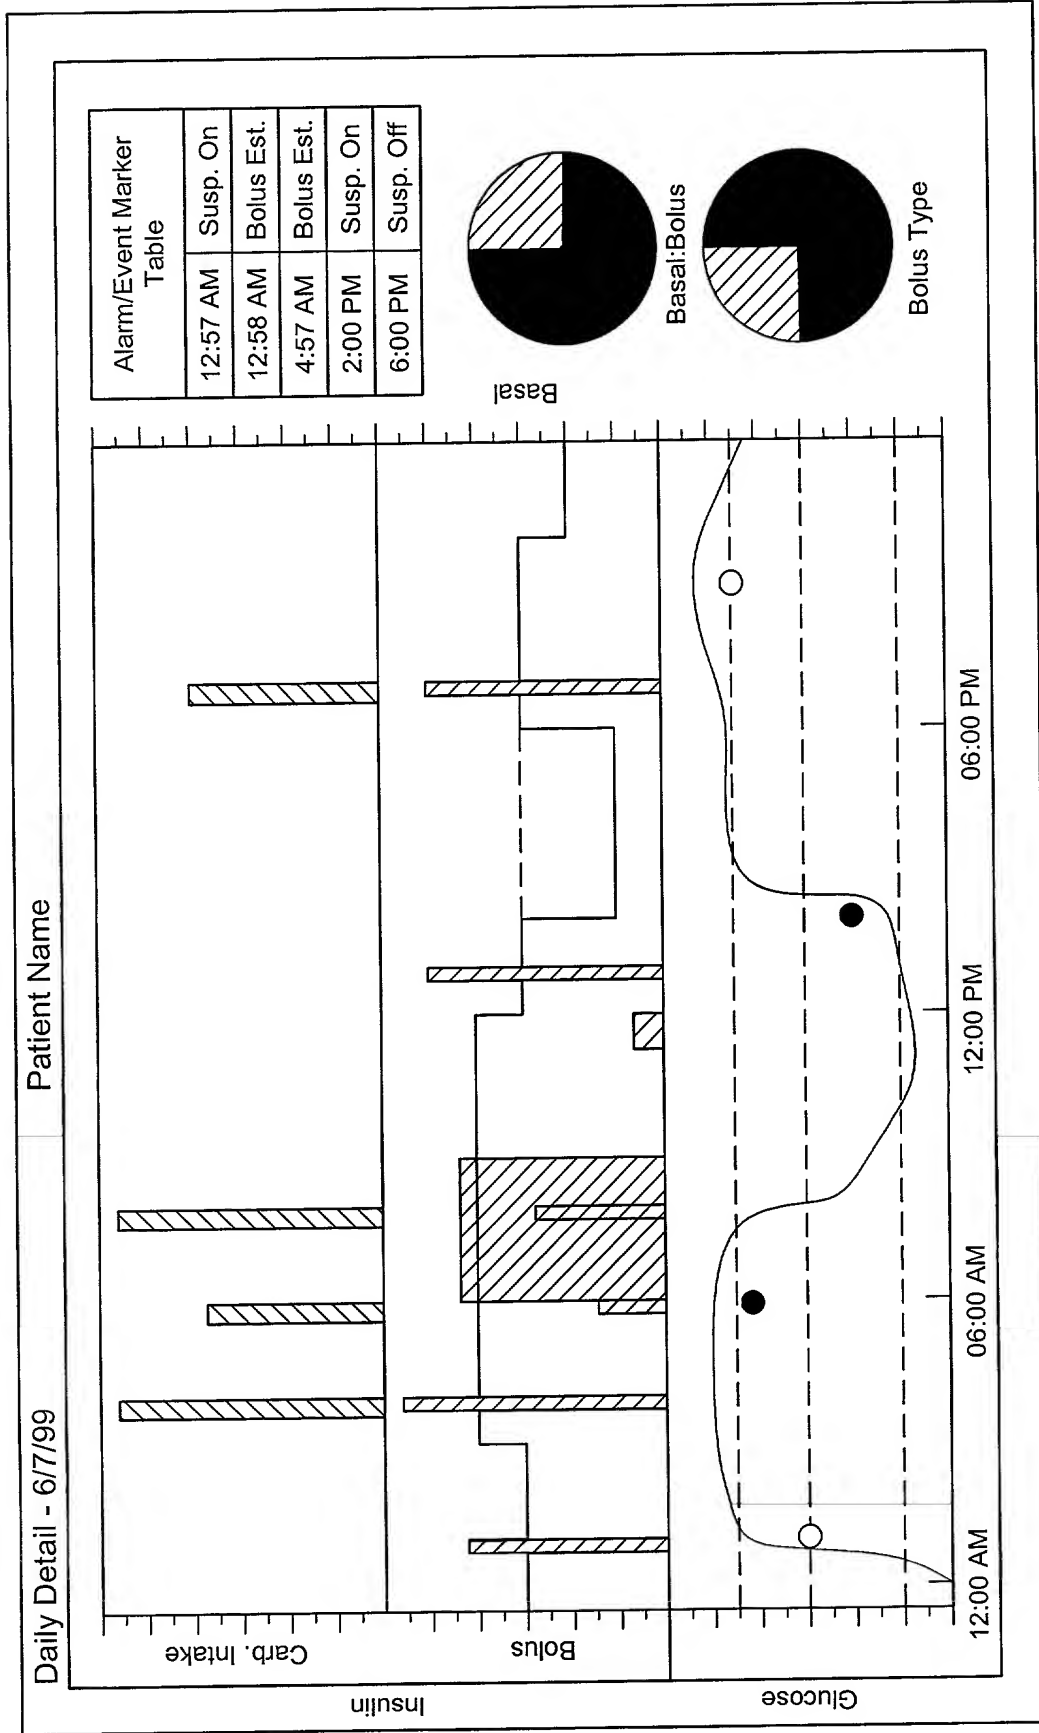 Daily Detail - 6/7/99
Patient Name
Insulin
Carb. Intake
Bolus
Glucose
Basal
12:00 AM
06:00 AM
12:00 PM
06:00 PM
Alarm/Event Marker
Table
12:57 AM Susp. On
12:58 AM Bolus Est.
4:57 AM Bolus Est.
2:00 PM Susp. On
6:00 PM Susp. Off
Basal:Bolus
Bolus Type